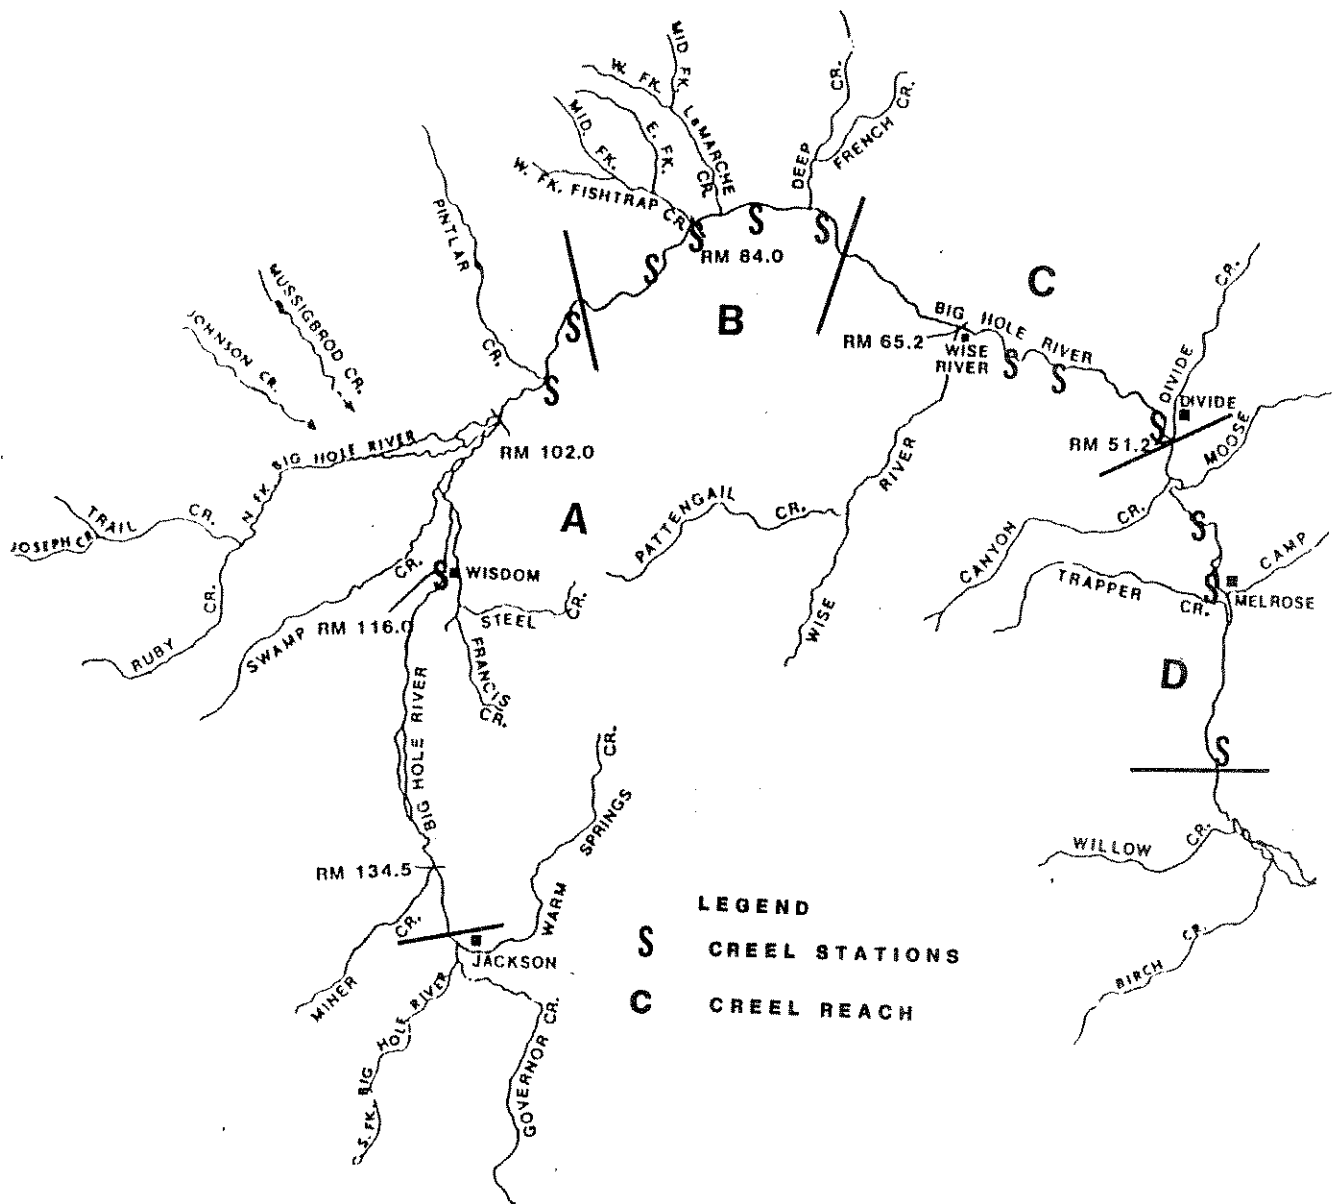 MID FK.
W. FK.
LaMARCHE
CR.
MID. FK.
E. FK.
W. FK. FISHTRAP CR.
DEEP
CR.
FRENCH CR.
S
S
S
S
S
RM 84.0
B
C
PINTLAR
CR.
MUSSIGBROD CR.
JOHNSON CR.
BIG HOLE RIVER
RM 65.2
WISE
RIVER
S
S
S
DIVIDE CR.
DIVIDE
RM 51.2
MOOSE
S
RM 102.0
N. FK. BIG HOLE RIVER
TRAIL CR.
JOSEPH CR.
RUBY CR.
A
S
WISDOM
RM 116.0
SWAMP CR.
STEEL CR.
FRANCIS
CR.
PATTENGAIL CR.
WISE RIVER
CANYON CR.
TRAPPER
CR.
S
S
CAMP
MELROSE
D
S
BIG HOLE RIVER
RM 134.5
WARM SPRINGS CR.
MINER CR.
JACKSON
S. FK. BIG HOLE RIVER
GOVERNOR CR.
WILLOW CR.
BIRCH CR.
LEGEND
S CREEL STATIONS
C CREEL REACH